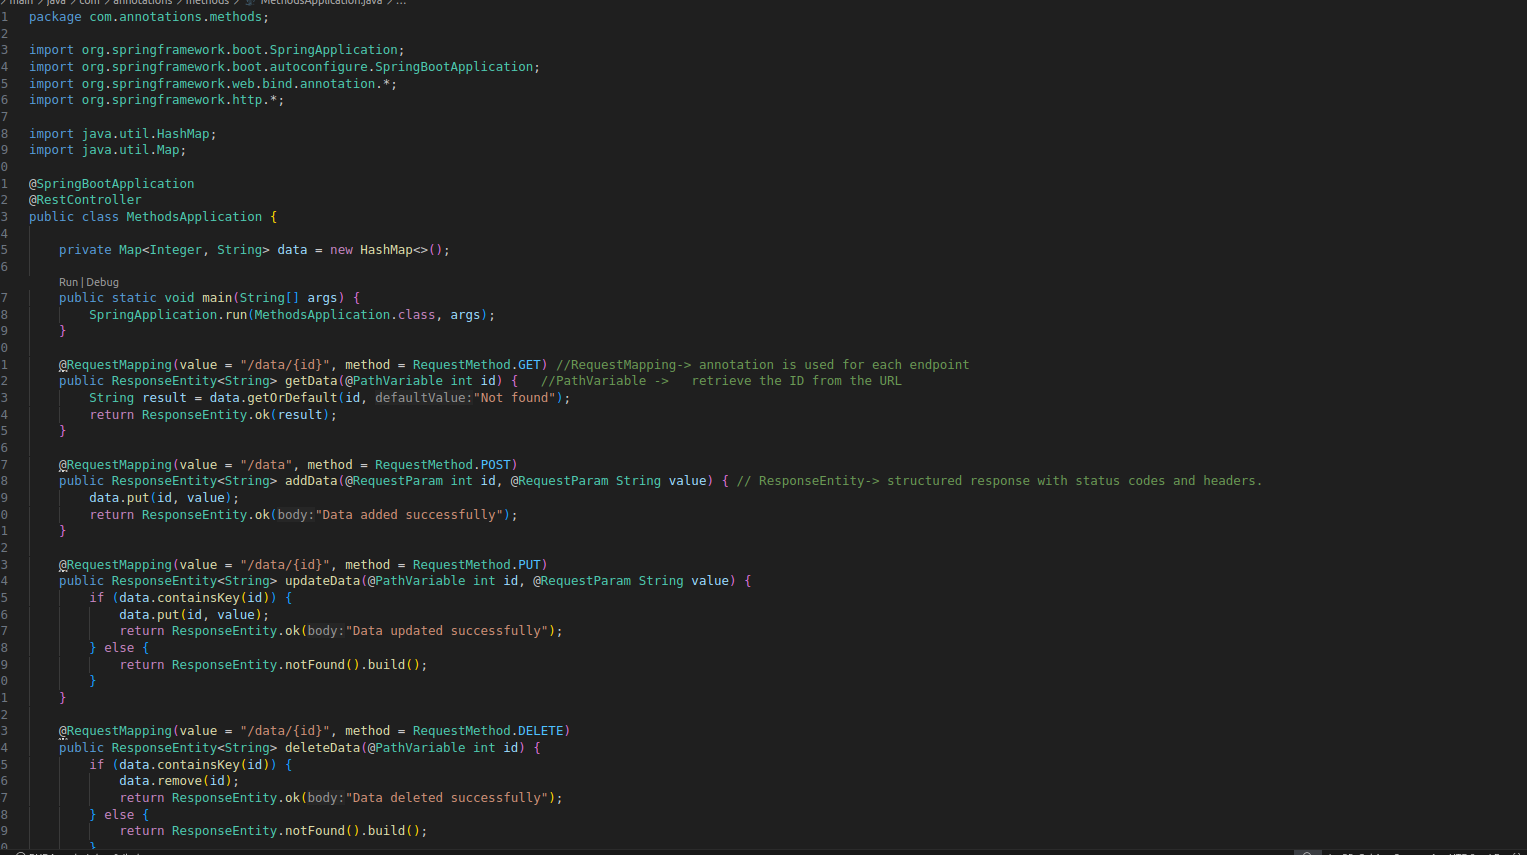 main > java > com > annotations > methods > MethodsApplication.java > ...
1 package com.annotations.methods;
2
3 import org.springframework.boot.SpringApplication;
4 import org.springframework.boot.autoconfigure.SpringBootApplication;
5 import org.springframework.web.bind.annotation.*;
6 import org.springframework.http.*;
7
8 import java.util.HashMap;
9 import java.util.Map;
0
1 @SpringBootApplication
2 @RestController
3 public class MethodsApplication {
4
5 private Map<Integer, String> data = new HashMap<>();
6
Run | Debug
7 public static void main(String[] args) {
8 SpringApplication.run(MethodsApplication.class, args);
9 }
0
1 @RequestMapping(value = "/data/{id}", method = RequestMethod.GET) //RequestMapping-> annotation is used for each endpoint
2 public ResponseEntity<String> getData(@PathVariable int id) { //PathVariable -> retrieve the ID from the URL
3 String result = data.getOrDefault(id, defaultValue:"Not found");
4 return ResponseEntity.ok(result);
5 }
6
7 @RequestMapping(value = "/data", method = RequestMethod.POST)
8 public ResponseEntity<String> addData(@RequestParam int id, @RequestParam String value) { // ResponseEntity-> structured response with status codes and headers.
9 data.put(id, value);
0 return ResponseEntity.ok(body:"Data added successfully");
1 }
2
3 @RequestMapping(value = "/data/{id}", method = RequestMethod.PUT)
4 public ResponseEntity<String> updateData(@PathVariable int id, @RequestParam String value) {
5 if (data.containsKey(id)) {
6 data.put(id, value);
7 return ResponseEntity.ok(body:"Data updated successfully");
8 } else {
9 return ResponseEntity.notFound().build();
0 }
1 }
2
3 @RequestMapping(value = "/data/{id}", method = RequestMethod.DELETE)
4 public ResponseEntity<String> deleteData(@PathVariable int id) {
5 if (data.containsKey(id)) {
6 data.remove(id);
7 return ResponseEntity.ok(body:"Data deleted successfully");
8 } else {
9 return ResponseEntity.notFound().build();
0 }